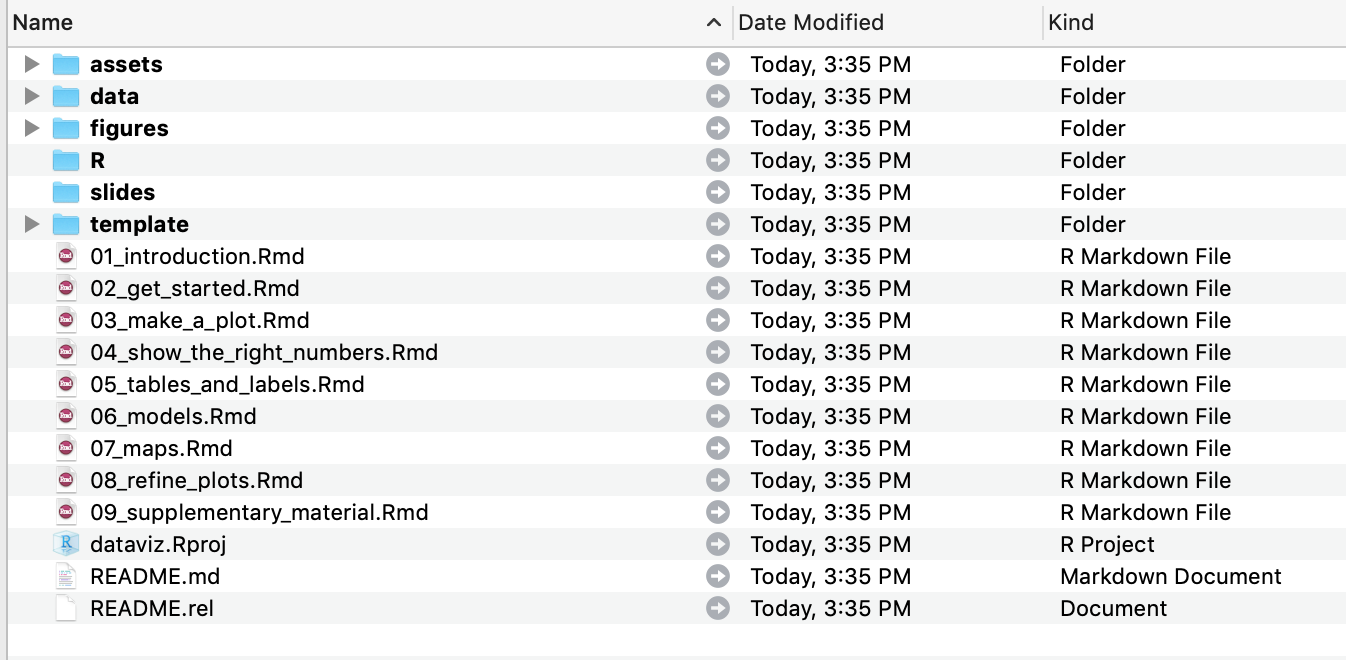 Name Date Modified Kind
assets Today, 3:35 PM Folder
data Today, 3:35 PM Folder
figures Today, 3:35 PM Folder
R Today, 3:35 PM Folder
slides Today, 3:35 PM Folder
template Today, 3:35 PM Folder
01_introduction.Rmd Today, 3:35 PM R Markdown File
02_get_started.Rmd Today, 3:35 PM R Markdown File
03_make_a_plot.Rmd Today, 3:35 PM R Markdown File
04_show_the_right_numbers.Rmd Today, 3:35 PM R Markdown File
05_tables_and_labels.Rmd Today, 3:35 PM R Markdown File
06_models.Rmd Today, 3:35 PM R Markdown File
07_maps.Rmd Today, 3:35 PM R Markdown File
08_refine_plots.Rmd Today, 3:35 PM R Markdown File
09_supplementary_material.Rmd Today, 3:35 PM R Markdown File
dataviz.Rproj Today, 3:35 PM R Project
README.md Today, 3:35 PM Markdown Document
README.rel Today, 3:35 PM Document